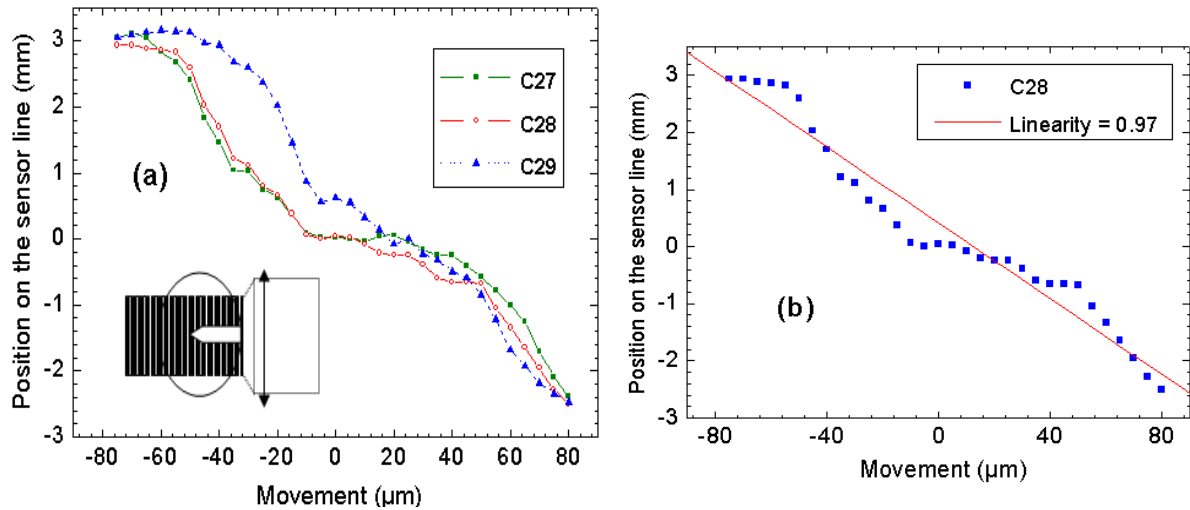 Position on the sensor line (mm)
3
2
1
0
-1
-2
-3
(a)
C27
C28
C29
-80 -60 -40 -20 0 20 40 60 80
Movement (µm)
Position on the sensor line (mm)
3
2
1
0
-1
-2
-3
C28
Linearity = 0.97
(b)
-80 -40 0 40 80
Movement (µm)